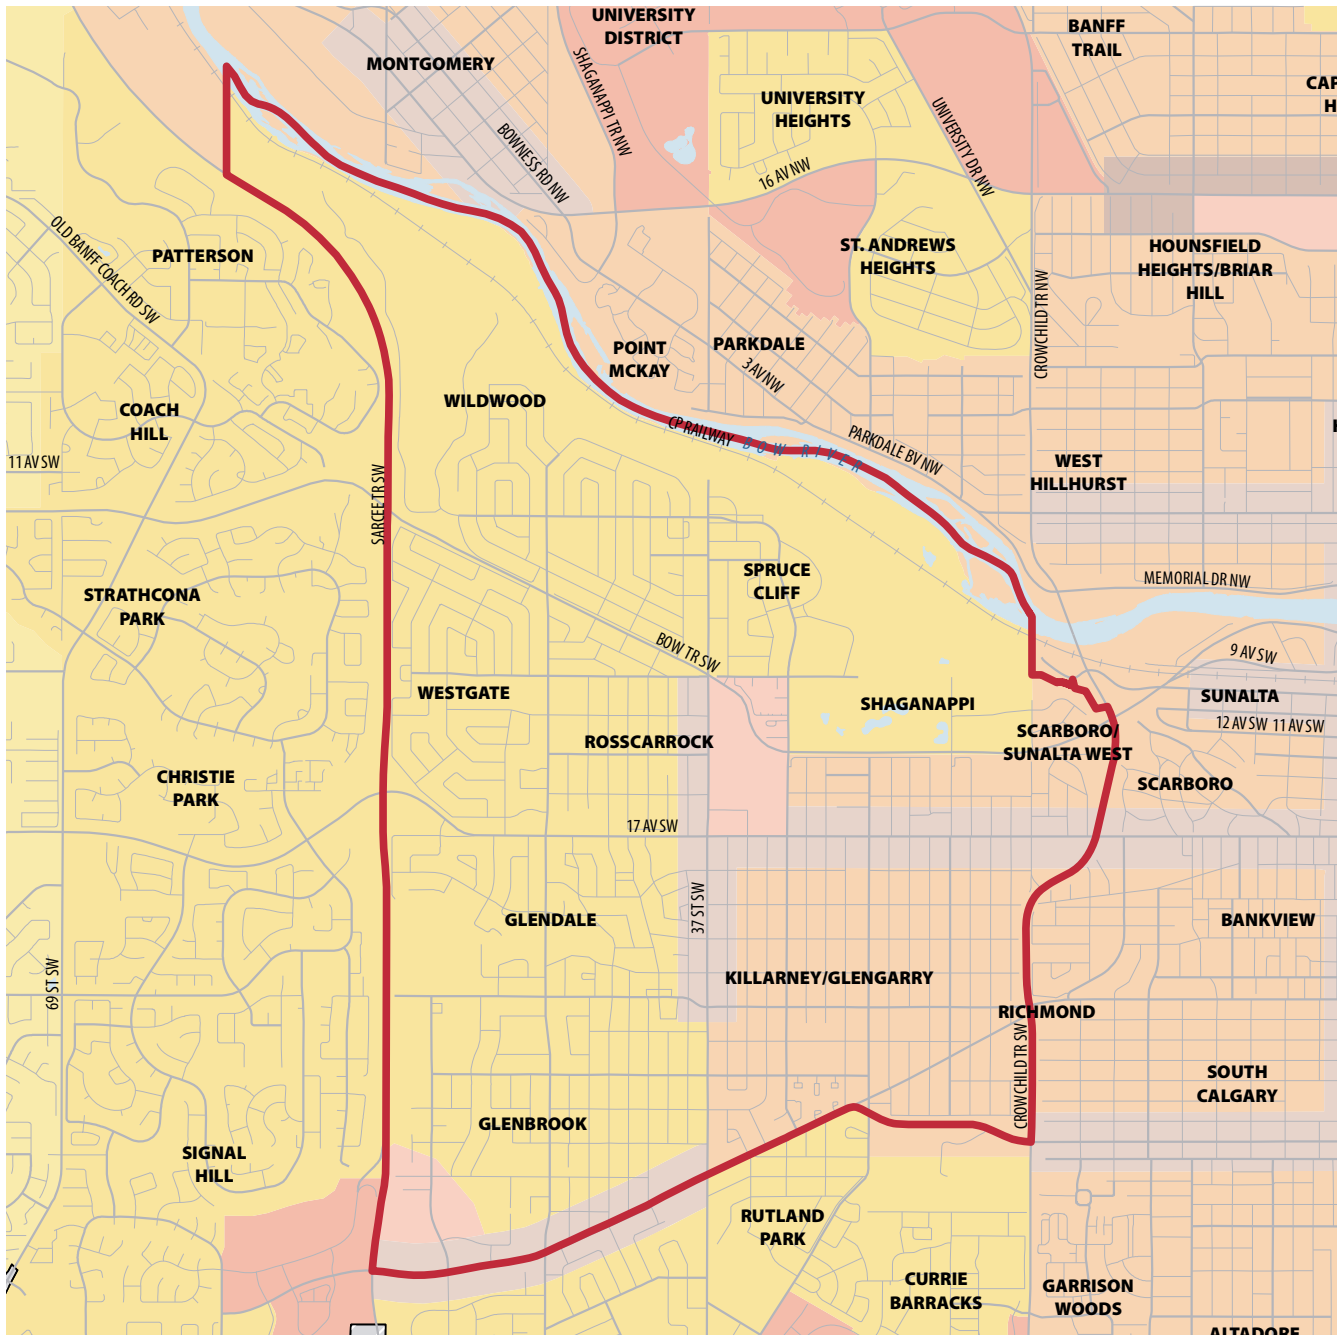 UNIVERSITY
DISTRICT
BANFF
TRAIL
MONTGOMERY
SHAGANAPPI TR NW
UNIVERSITY
HEIGHTS
CAP
H
UNIVERSITY DR NW
BOWNESS RD NW
16 AV NW
OLD BANFF COACH RD SW
PATTERSON
ST. ANDREWS
HEIGHTS
HOUNSFIELD
HEIGHTS/BRIAR
HILL
CROWCHILD TR NW
POINT
MCKAY
PARKDALE
3 AV NW
WILDWOOD
COACH
HILL
CP RAILWAY
BOW RIVER
PARKDALE BV NW
11 AV SW
WEST
HILLHURST
SARCEE TR SW
SPRUCE
CLIFF
MEMORIAL DR NW
STRATHCONA
PARK
BOW TR SW
9 AV SW
WESTGATE
SHAGANAPPI
SUNALTA
12 AV SW
11 AV SW
ROSSCARROCK
SCARBORO/
SUNALTA WEST
CHRISTIE
PARK
SCARBORO
17 AV SW
37 ST SW
GLENDALE
BANKVIEW
69 ST SW
KILLARNEY/GLENGARRY
RICHMOND
CROWCHILD TR SW
SOUTH
CALGARY
GLENBROOK
SIGNAL
HILL
RUTLAND
PARK
CURRIE
BARRACKS
GARRISON
WOODS
ALTADORE